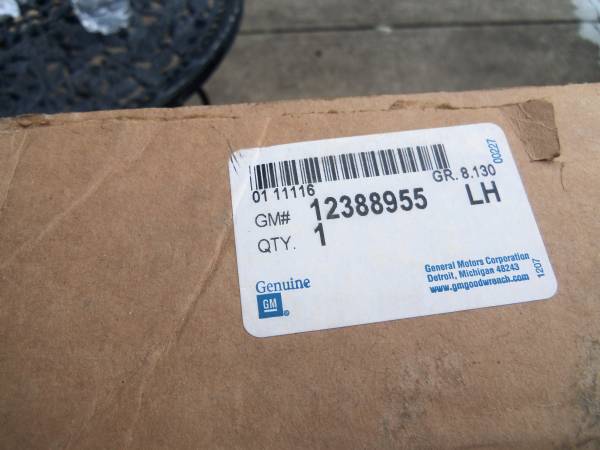 00227
01 11116
GR. 8.130
GM# 12388955 LH
QTY. 1
Genuine
GM
®
General Motors Corporation
Detroit, Michigan 48243
www.gmgoodwrench.com
1207